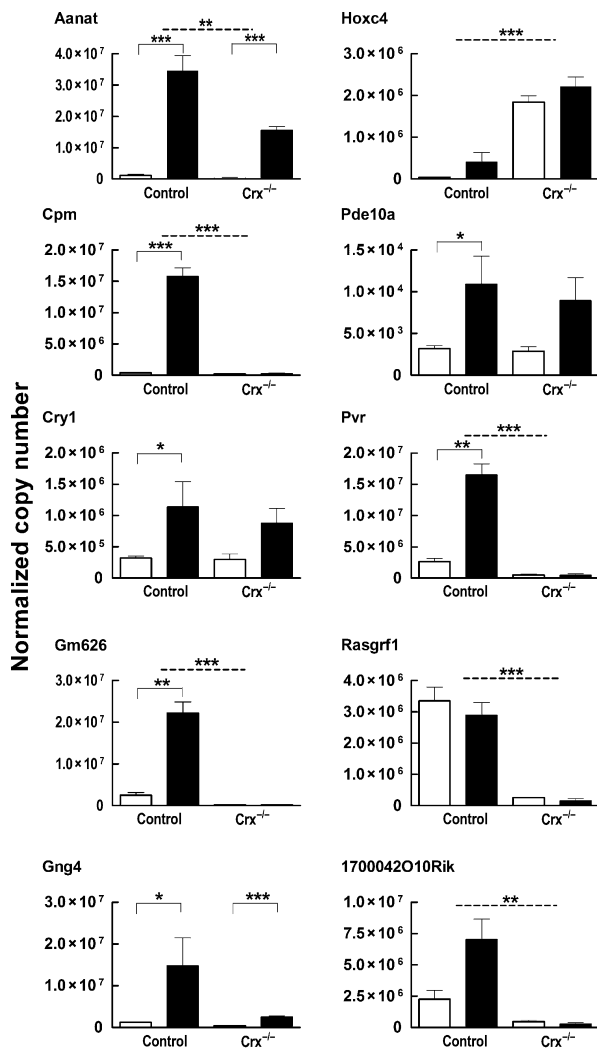 Normalized copy number
Aanat
**
***
***
4.0×10⁷
3.0×10⁷
2.0×10⁷
1.0×10⁷
0
Control
Crx⁻/⁻
Hoxc4
***
3.0×10⁶
2.0×10⁶
1.0×10⁶
0
Control
Crx⁻/⁻
Cpm
***
***
2.0×10⁷
1.5×10⁷
1.0×10⁷
5.0×10⁶
0
Control
Crx⁻/⁻
Pde10a
*
1.5×10⁴
1.0×10⁴
5.0×10³
0
Control
Crx⁻/⁻
Cry1
*
2.0×10⁶
1.5×10⁶
1.0×10⁶
5.0×10⁵
0
Control
Crx⁻/⁻
Pvr
***
**
2.0×10⁷
1.5×10⁷
1.0×10⁷
5.0×10⁶
0
Control
Crx⁻/⁻
Gm626
***
**
3.0×10⁷
2.0×10⁷
1.0×10⁷
0
Control
Crx⁻/⁻
Rasgrf1
***
4.0×10⁶
3.0×10⁶
2.0×10⁶
1.0×10⁶
0
Control
Crx⁻/⁻
Gng4
*
***
3.0×10⁷
2.0×10⁷
1.0×10⁷
0
Control
Crx⁻/⁻
1700042O10Rik
**
1.0×10⁷
7.5×10⁶
5.0×10⁶
2.5×10⁶
0
Control
Crx⁻/⁻